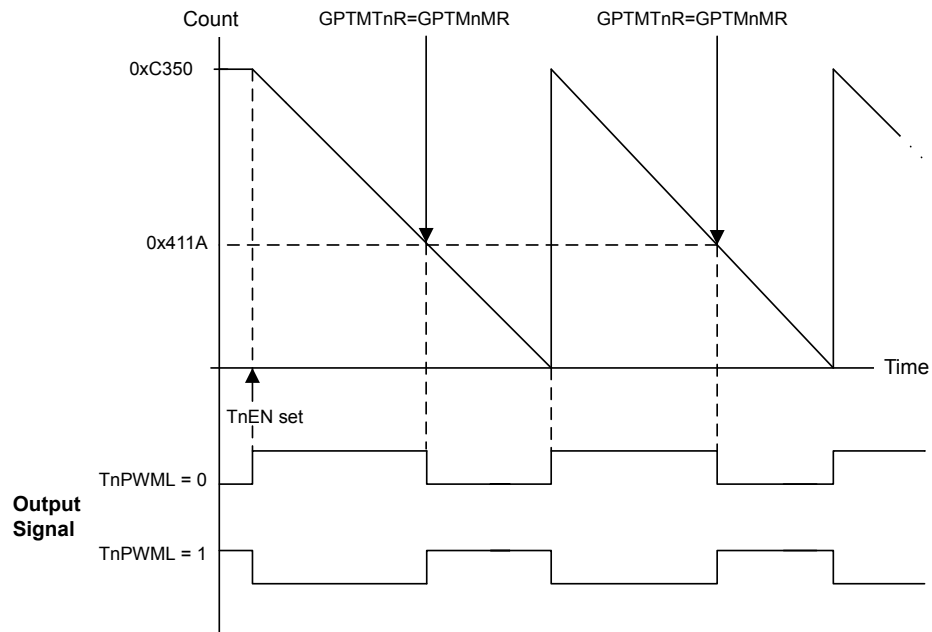 Count
GPTMTnR=GPTMnMR
GPTMTnR=GPTMnMR
0xC350
0x411A
Time
TnEN set
TnPWML = 0
Output
Signal
TnPWML = 1